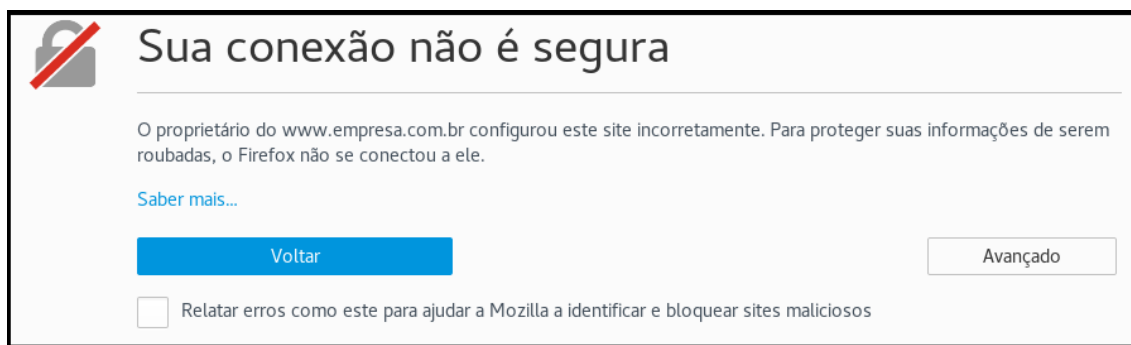 Sua conexão não é segura
O proprietário do www.empresa.com.br configurou este site incorretamente. Para proteger suas informações de serem
roubadas, o Firefox não se conectou a ele.
Saber mais...
Voltar
Avançado
Relatar erros como este para ajudar a Mozilla a identificar e bloquear sites maliciosos